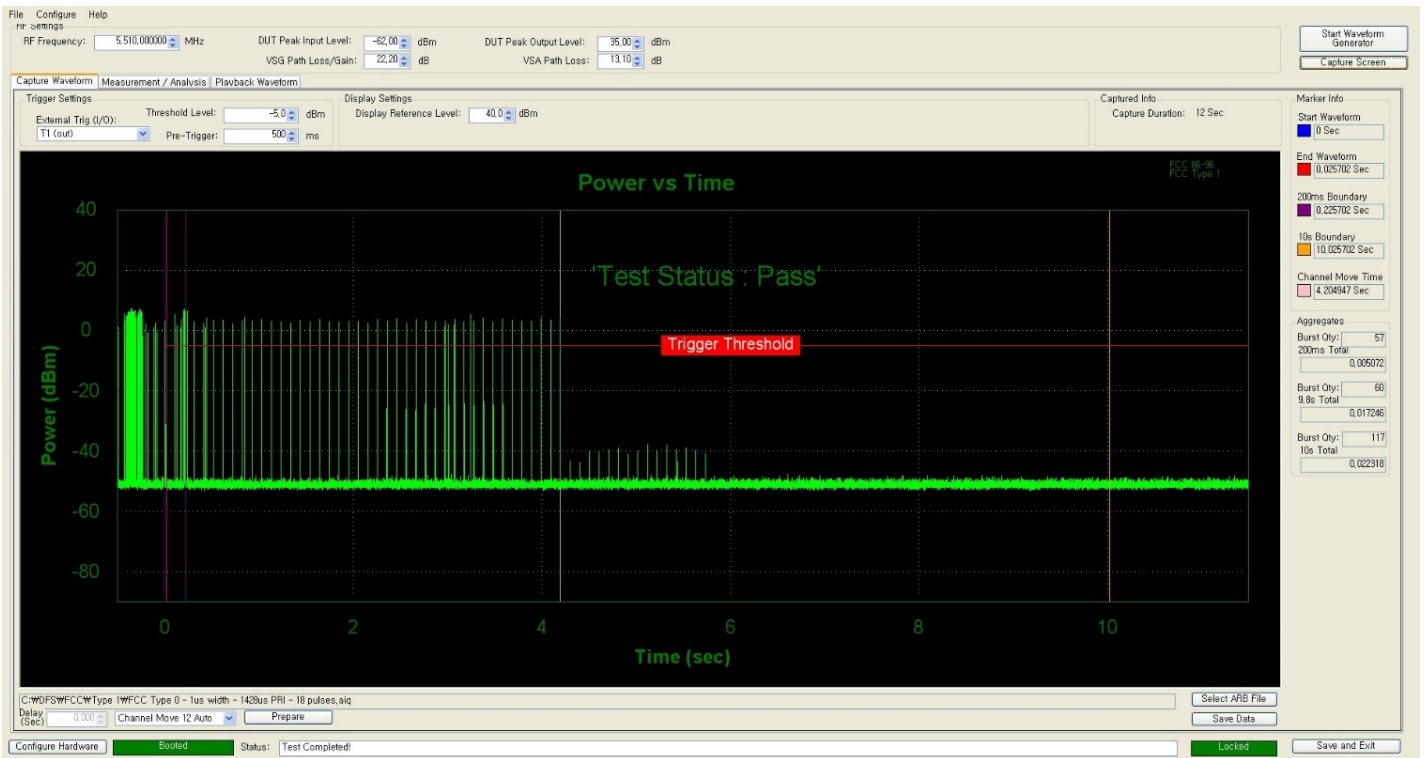 File Configure Help
RF Settings
RF Frequency: 5,510,000000 MHz DUT Peak Input Level: -62,00 dBm DUT Peak Output Level: 35,00 dBm
VSG Path Loss/Gain: 22,20 dB VSA Path Loss: 13,10 dB
Start Waveform
Generator
Capture Screen
Capture Waveform Measurement / Analysis Playback Waveform
Trigger Settings
External Trig (I/O):
T1 (out)
Threshold Level: -5,0 dBm
Pre-Trigger: 500 ms
Display Settings
Display Reference Level: 40,0 dBm
Captured Info
Capture Duration: 12 Sec
Marker Info
Start Waveform
0 Sec
End Waveform
0,025702 Sec
200ms Boundary
0,225702 Sec
10s Boundary
10,025702 Sec
Channel Move Time
4,204947 Sec
Aggregates
Burst Qty: 57
200ms Total
0,005072
Burst Qty: 60
9,8s Total
0,017246
Burst Qty: 117
10s Total
0,022318
FCC 06-96
FCC Type 1
Power vs Time
'Test Status : Pass'
Trigger Threshold
Power (dBm)
40
20
0
-20
-40
-60
-80
0 2 4 6 8 10
Time (sec)
C:₩DFS₩FCC₩Type 1₩FCC Type 0 - 1us width - 1428us PRI - 18 pulses,aiq
Select ARB File
Delay
(Sec) 0,000 Channel Move 12 Auto Prepare
Save Data
Configure Hardware Booted Status: Test Completed! Locked Save and Exit